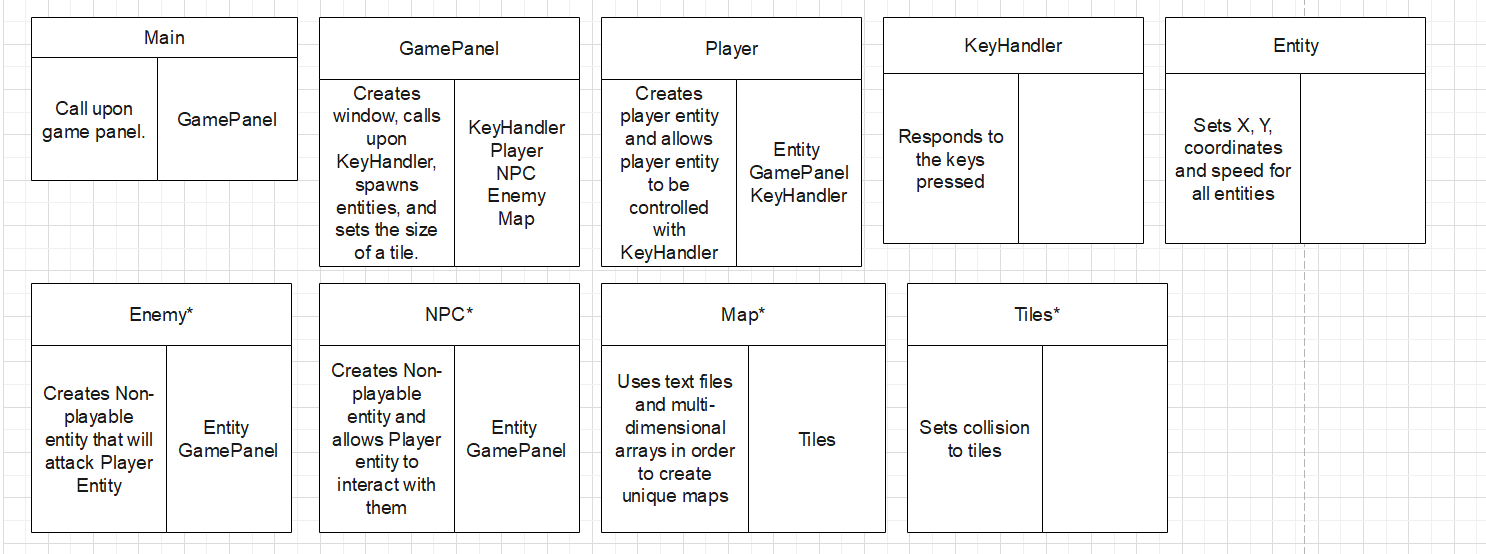 Main
Call upon
game panel.
GamePanel
GamePanel
Creates
window, calls
upon
KeyHandler,
spawns
entities, and
sets the size
of a tile.
KeyHandler
Player
NPC
Enemy
Map
Player
Creates
player entity
and allows
player entity
to be
controlled
with
KeyHandler
Entity
GamePanel
KeyHandler
KeyHandler
Responds to
the keys
pressed
Entity
Sets X, Y,
coordinates
and speed for
all entities
Enemy*
Creates Non-
playable
entity that will
attack Player
Entity
Entity
GamePanel
NPC*
Creates Non-
playable
entity and
allows Player
entity to
interact with
them
Entity
GamePanel
Map*
Uses text files
and multi-
dimensional
arrays in order
to create
unique maps
Tiles
Tiles*
Sets collision
to tiles